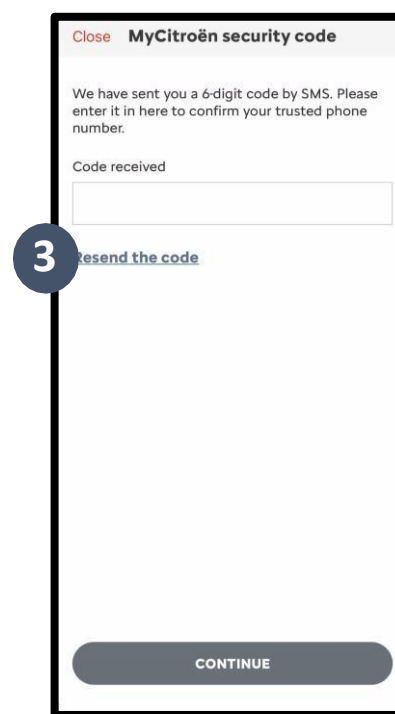 Close MyCitroën security code
We have sent you a 6-digit code by SMS. Please
enter it in here to confirm your trusted phone
number.
Code received
3
Resend the code
CONTINUE